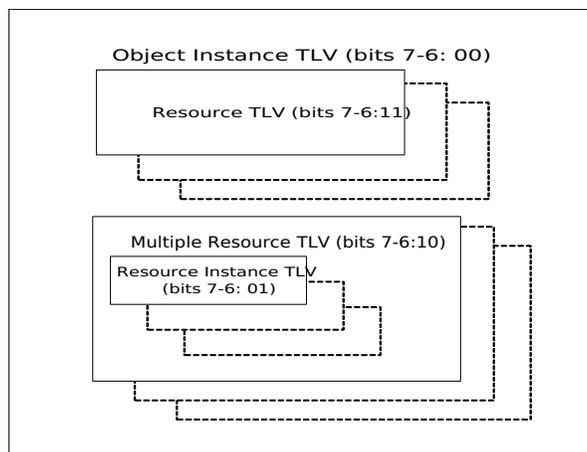 Object Instance TLV (bits 7-6: 00)
Resource TLV (bits 7-6:11)
Multiple Resource TLV (bits 7-6:10)
Resource Instance TLV
(bits 7-6: 01)